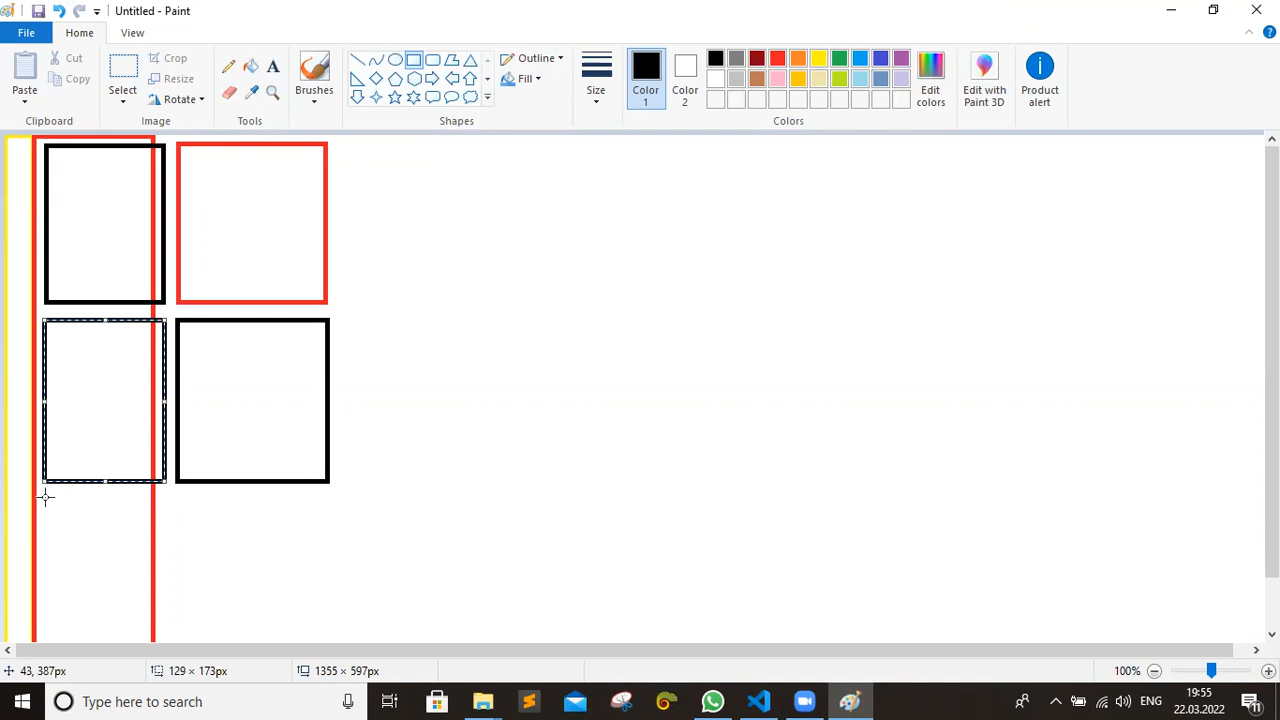 Untitled - Paint
File
Home
View
Paste
Cut
Copy
Clipboard
Select
Crop
Resize
Rotate
Image
A
Tools
Brushes
Outline
Fill
Shapes
Size
Color
1
Color
2
Edit
colors
Colors
Edit with
Paint 3D
Product
alert
43, 387px
129 × 173px
1355 × 597px
100%
Type here to search
ENG
19:55
22.03.2022
11